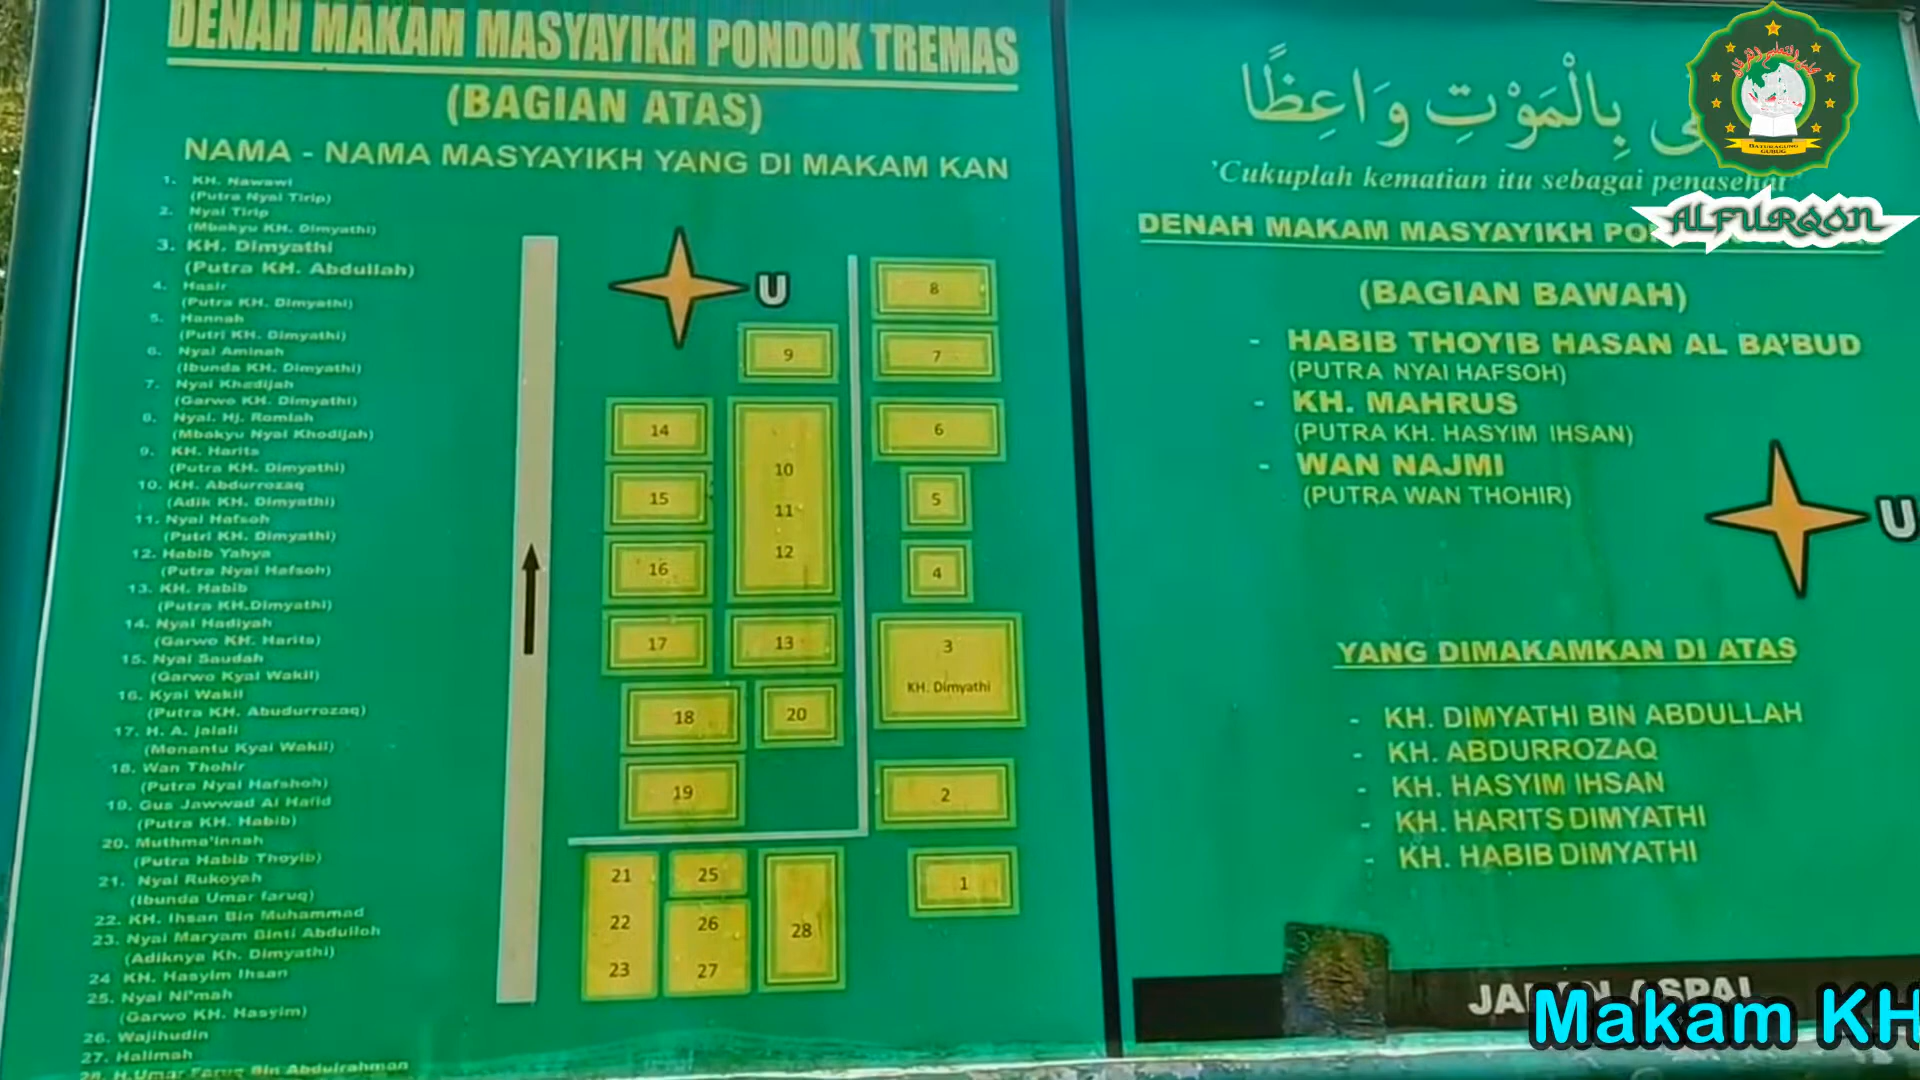 DENAH MAKAM MASYAYIKH PONDOK TREMAS
(BAGIAN ATAS)
NAMA - NAMA MASYAYIKH YANG DI MAKAM KAN
1. KH. Nawawi
(Putra Nyai Tirip)
2. Nyai Tirip
(Mbakyu KH. Dimyathi)
3. KH. Dimyathi
(Putra KH. Abdullah)
4. Hasir
(Putra KH. Dimyathi)
5. Hannah
(Putri KH. Dimyathi)
6. Nyai Aminah
(Ibunda KH. Dimyathi)
7. Nyai Khadijah
(Garwo KH. Dimyathi)
8. Nyai. Hj. Romlah
(Mbakyu Nyai Khodijah)
9. KH. Harits
(Putra KH. Dimyathi)
10. KH. Abdurrozaq
(Adik KH. Dimyathi)
11. Nyai Hafsoh
(Putri KH. Dimyathi)
12. Habib Yahya
(Putra Nyai Hafsoh)
13. KH. Habib
(Putra KH.Dimyathi)
14. Nyai Hadiyah
(Garwo KH. Harits)
15. Nyai Saudah
(Garwo Kyai Wakil)
16. Kyai Wakil
(Putra KH. Abudurrozaq)
17. H. A. Jalali
(Menantu Kyai Wakil)
18. Wan Thohir
(Putra Nyai Hafshoh)
19. Gus Jawwad Al Hafid
(Putra KH. Habib)
20. Muthma'innah
(Putra Habib Thoyib)
21. Nyai Rukoyah
(Ibunda Umar faruq)
22. KH. Ihsan Bin Muhammad
23. Nyai Maryam Binti Abdulloh
(Adiknya Kh. Dimyathi)
24 KH. Hasyim Ihsan
25. Nyai Ni'mah
(Garwo KH. Hasyim)
26. Wajihudin
27. Halimah
28. H.Umar Faruq Bin Abdulrahman
U
8
9
7
14
10
6
15
11
5
16
12
4
17
13
3
KH. Dimyathi
18
20
19
2
21
25
1
22
26
28
23
27
بِالْمَوْتِ وَاعِظًا
'Cukuplah kematian itu sebagai penasehat
DENAH MAKAM MASYAYIKH
(BAGIAN BAWAH)
- HABIB THOYIB HASAN AL BA'BUD
(PUTRA NYAI HAFSOH)
- KH. MAHRUS
(PUTRA KH. HASYIM IHSAN)
- WAN NAJMI
(PUTRA WAN THOHIR)
U
YANG DIMAKAMKAN DI ATAS
- KH. DIMYATHI BIN ABDULLAH
- KH. ABDURROZAQ
- KH. HASYIM IHSAN
- KH. HARITS DIMYATHI
- KH. HABIB DIMYATHI
JALAN ASPAL
BATURAGUNG
GUBUG
ALFURQON
Makam KH